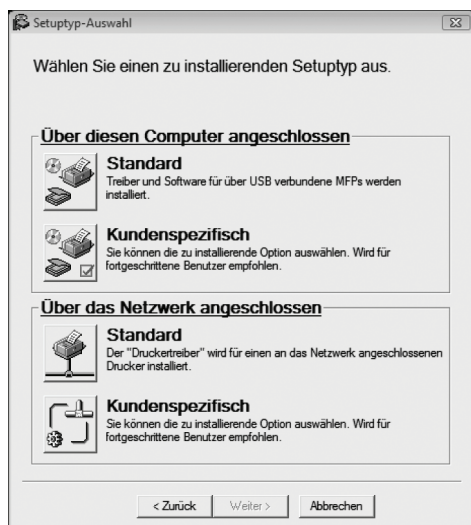 Setuptyp-Auswahl
Wählen Sie einen zu installierenden Setuptyp aus.
Über diesen Computer angeschlossen
Standard
Treiber und Software für über USB verbundene MFPs werden
installiert.
Kundenspezifisch
Sie können die zu installierende Option auswählen. Wird für
fortgeschrittene Benutzer empfohlen.
Über das Netzwerk angeschlossen
Standard
Der "Druckertreiber" wird für einen an das Netzwerk angeschlossenen
Drucker installiert.
Kundenspezifisch
Sie können die zu installierende Option auswählen. Wird für
fortgeschrittene Benutzer empfohlen.
< Zurück Weiter > Abbrechen